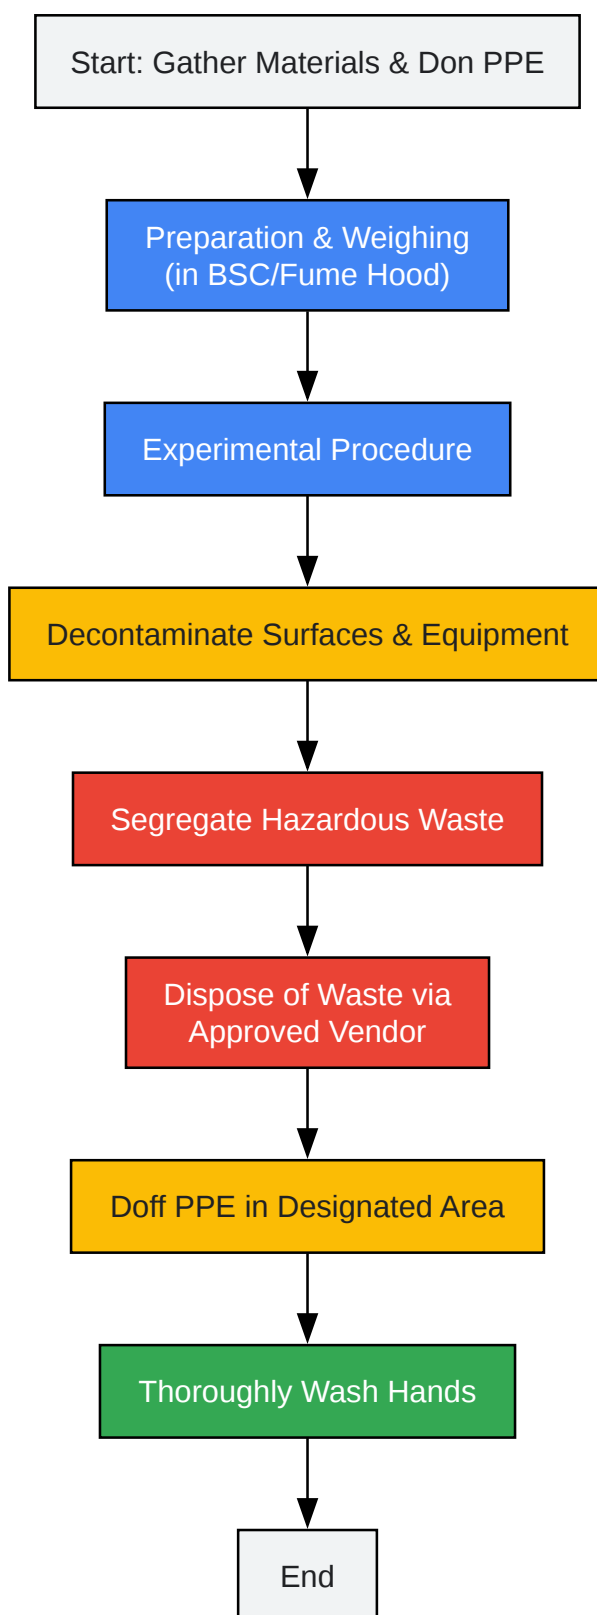 Start: Gather Materials & Don PPE
Preparation & Weighing
(in BSC/Fume Hood)
Experimental Procedure
Decontaminate Surfaces & Equipment
Segregate Hazardous Waste
Dispose of Waste via
Approved Vendor
Doff PPE in Designated Area
Thoroughly Wash Hands
End